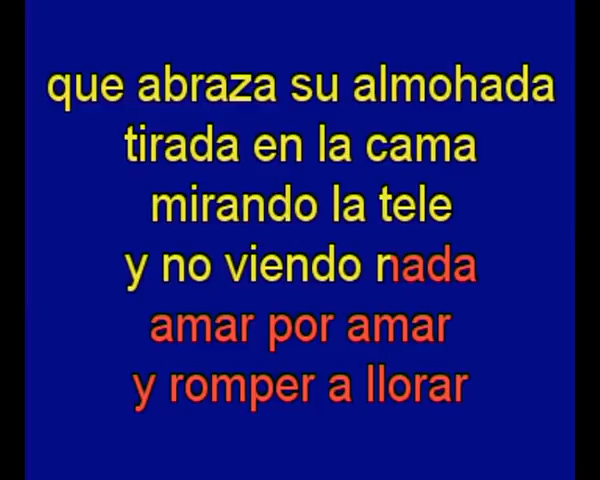 que abraza su almohada
tirada en la cama
mirando la tele
y no viendo nada
amar por amar
y romper a llorar